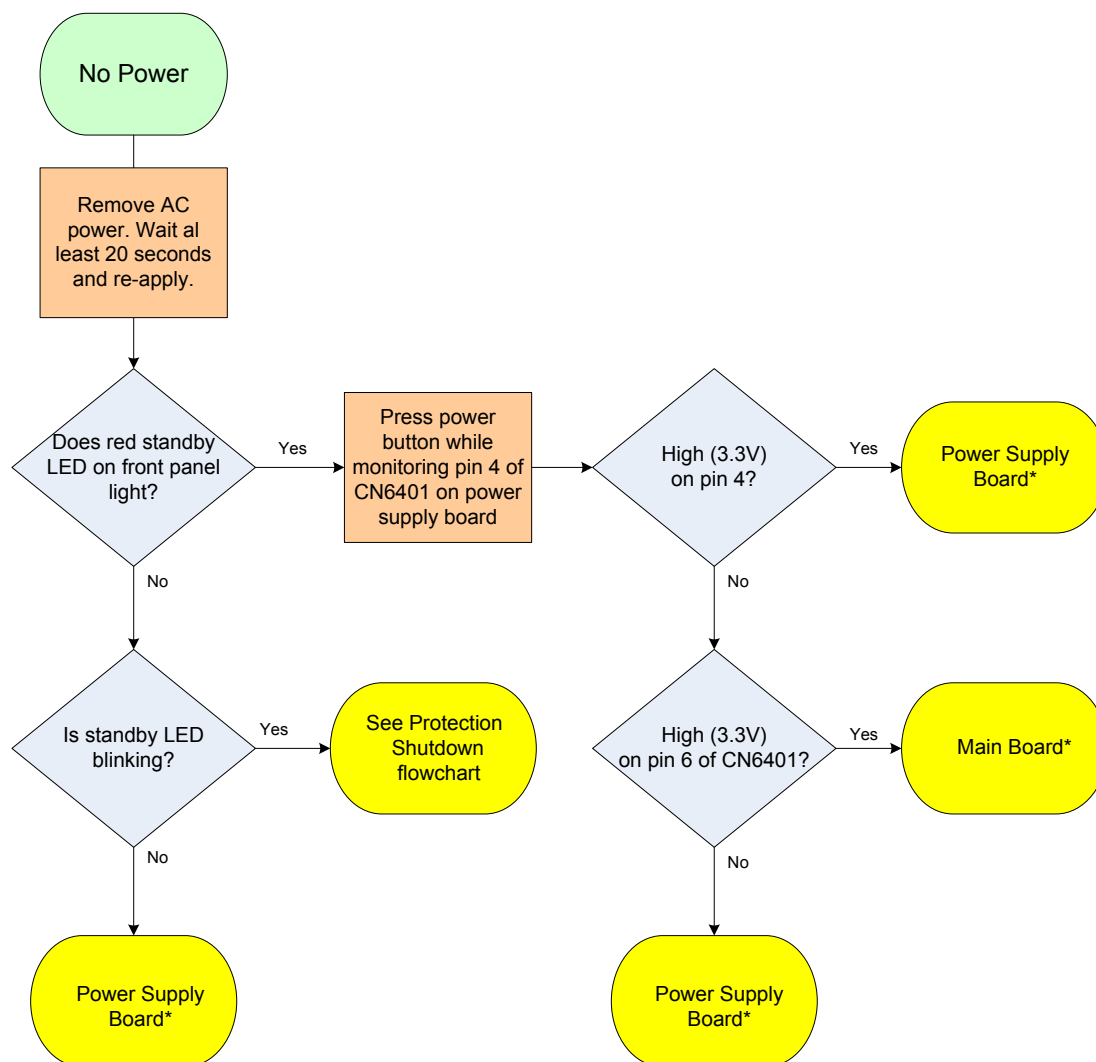 No Power
Remove AC
power. Wait al
least 20 seconds
and re-apply.
Does red standby
LED on front panel
light?
Yes
Press power
button while
monitoring pin 4 of
CN6401 on power
supply board
High (3.3V)
on pin 4?
Yes
Power Supply
Board*
No
No
Is standby LED
blinking?
Yes
See Protection
Shutdown
flowchart
High (3.3V)
on pin 6 of CN6401?
Yes
Main Board*
No
No
Power Supply
Board*
Power Supply
Board*